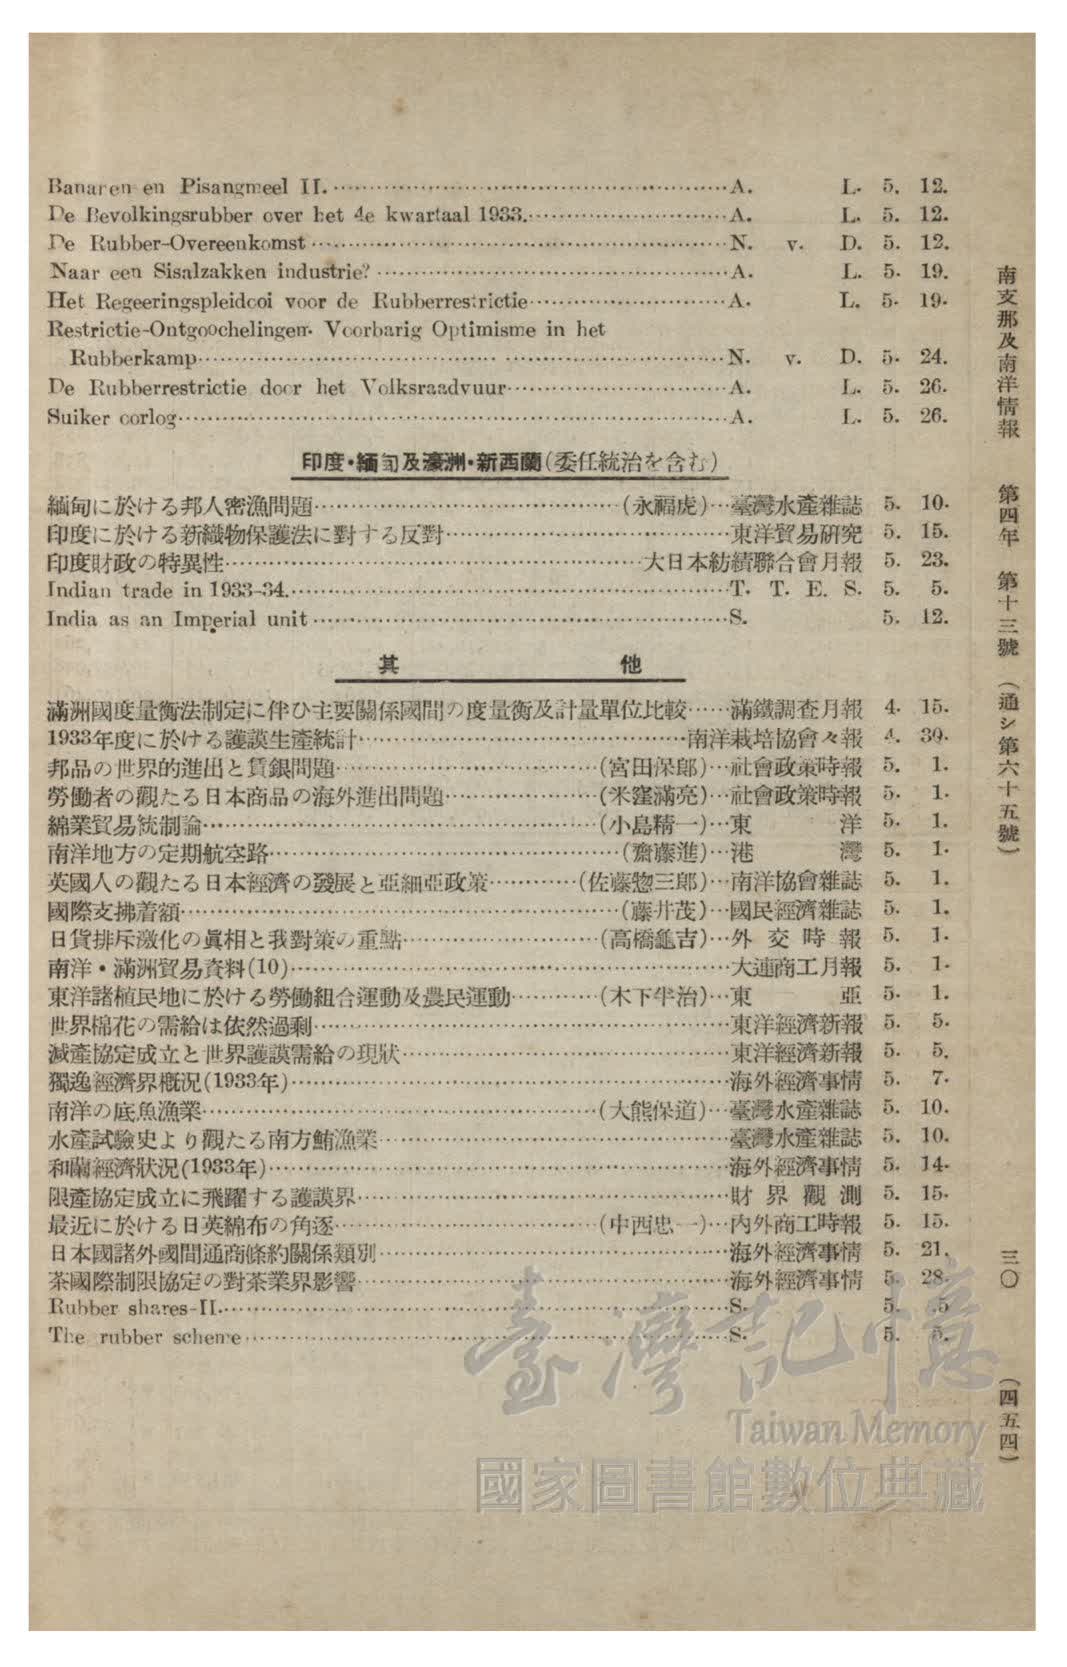 Bananen en Pisangmeel II.……A. L. 5. 12.
De Bevolkingsrubber over het 4e kwartaal 1933.……A. L. 5. 12.
De Rubber-Overeenkomst……N. v. D. 5. 12.
Naar een Sisalzakken industrie?……A. L. 5. 19.
Het Regeeringspleidooi voor de Rubberrestrictie……A. L. 5. 19.
Restrictie-Ontgoochelingen. Voorbarig Optimisme in het
Rubberkamp……N. v. D. 5. 24.
De Rubberrestrictie door het Volksraadvuur……A. L. 5. 26.
Suiker oorlog……A. L. 5. 26.
印度・緬甸及濠洲・新西蘭(委任統治を含む)
緬甸に於ける邦人密漁問題……(永福虎)…臺灣水產雜誌 5. 10.
印度に於ける新織物保護法に對する反對……東洋貿易研究 5. 15.
印度財政の特異性……大日本紡績聯合會月報 5. 23.
Indian trade in 1933-34.……T. T. E. S. 5. 5.
India as an Imperial unit……S. 5. 12.
其他
滿洲國度量衡法制定に伴ひ主要關係國間の度量衡及計量單位比較……滿鐵調査月報 4. 15.
1933年度に於ける護謨生產統計……南洋栽培協會々報 4. 30.
邦品の世界的進出と賃銀問題……(宮田保郎)…社會政策時報 5. 1.
勞働者の觀たる日本商品の海外進出問題……(米窪滿亮)…社會政策時報 5. 1.
綿業貿易統制論……(小島精一)…東洋 5. 1.
南洋地方の定期航空路……(齋藤進)…港灣 5. 1.
英國人の觀たる日本經濟の發展と亞細亞政策……(佐藤惣三郎)…南洋協會雜誌 5. 1.
國際支拂着額……(藤井茂)…國民經濟雜誌 5. 1.
日貨排斥激化の眞相と我對策の重點……(高橋龜吉)…外交時報 5. 1.
南洋・滿洲貿易資料(10)……大連商工月報 5. 1.
東洋諸植民地に於ける勞働組合運動及農民運動……(木下半治)…東亞 5. 1.
世界棉花の需給は依然過剩……東洋經濟新報 5. 5.
減產協定成立と世界護謨需給の現狀……東洋經濟新報 5. 5.
獨逸經濟界概況(1933年)……海外經濟事情 5. 7.
南洋の底魚漁業……(大熊保道)…臺灣水產雜誌 5. 10.
水產試驗史より觀たる南方鮪漁業……臺灣水產雜誌 5. 10.
和蘭經濟狀況(1933年)……海外經濟事情 5. 14.
限產協定成立に飛躍する護謨界……財界觀測 5. 15.
最近に於ける日英綿布の角逐……(中西忠一)…内外商工時報 5. 15.
日本國諸外國間通商條約關係類別……海外經濟事情 5. 21.
茶國際制限協定の對茶業界影響……海外經濟事情 5. 28.
Rubber shares-II.……S. 5. 5
The rubber scheme……S. 5. 5.
南支那及南洋情報 第四年 第十三號 (通シ第六十五號)
三〇
(四五四)
臺灣記憶
Taiwan Memory
國家圖書館數位典藏